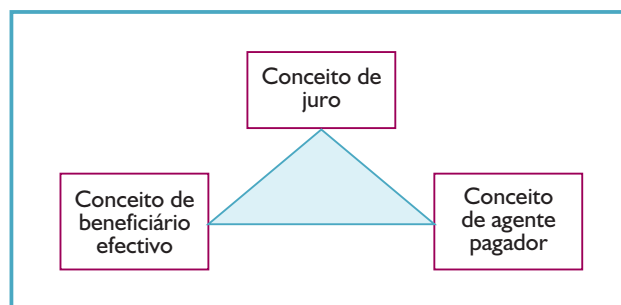 Conceito de
juro
Conceito de
beneficiário
efectivo
Conceito
de agente
pagador